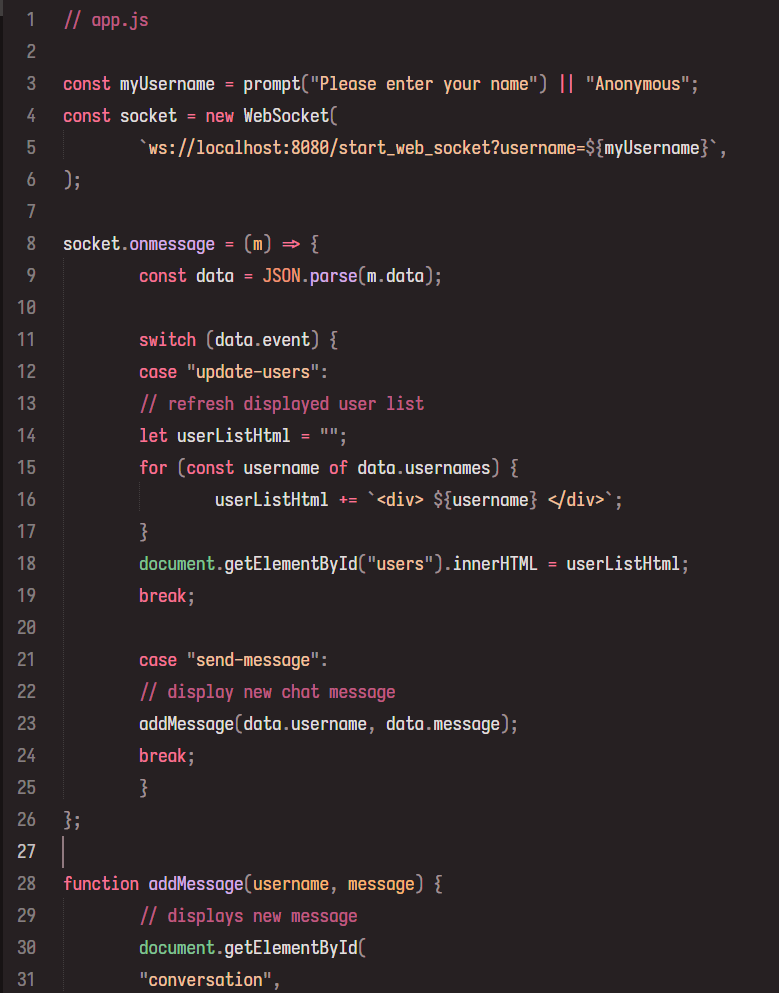 1 // app.js
2
3 const myUsername = prompt("Please enter your name") || "Anonymous";
4 const socket = new WebSocket(
5 `ws://localhost:8080/start_web_socket?username=${myUsername}`,
6 );
7
8 socket.onmessage = (m) => {
9 const data = JSON.parse(m.data);
10
11 switch (data.event) {
12 case "update-users":
13 // refresh displayed user list
14 let userListHtml = "";
15 for (const username of data.usernames) {
16 userListHtml += `<div> ${username} </div>`;
17 }
18 document.getElementById("users").innerHTML = userListHtml;
19 break;
20
21 case "send-message":
22 // display new chat message
23 addMessage(data.username, data.message);
24 break;
25 }
26 };
27
28 function addMessage(username, message) {
29 // displays new message
30 document.getElementById(
31 "conversation",